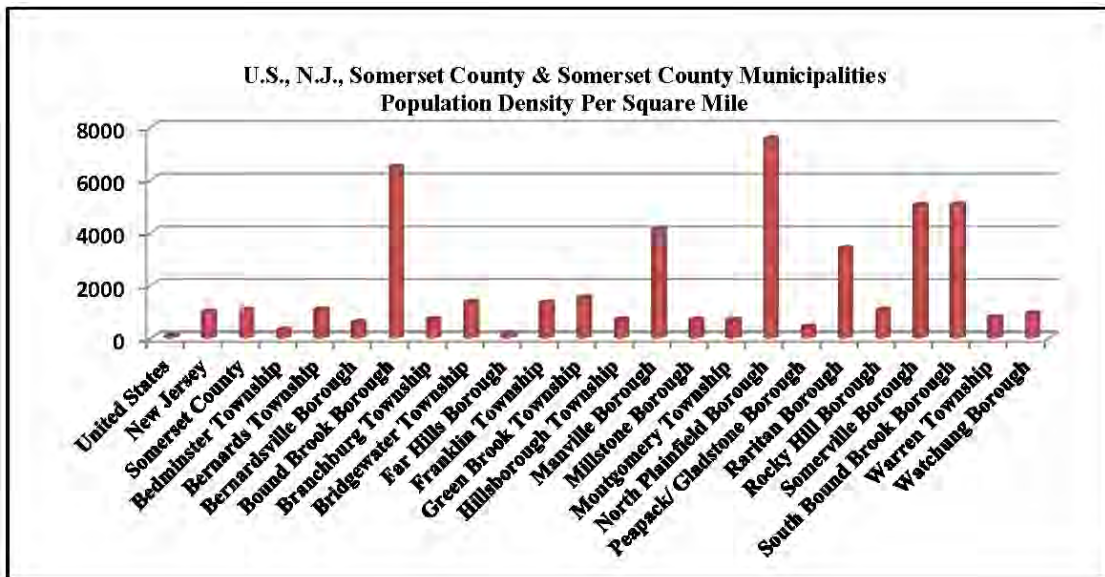 U.S., N.J., Somerset County & Somerset County Municipalities
Population Density Per Square Mile
8000
6000
4000
2000
0
United States
New Jersey
Somerset County
Bedminster Township
Bernards Township
Bernardsville Borough
Bound Brook Borough
Branchburg Township
Bridgewater Township
Far Hills Borough
Franklin Township
Green Brook Township
Hillsborough Township
Manville Borough
Millstone Borough
Montgomery Township
North Plainfield Borough
Peapack/ Gladstone Borough
Raritan Borough
Rocky Hill Borough
Somerville Borough
South Bound Brook Borough
Warren Township
Watchung Borough